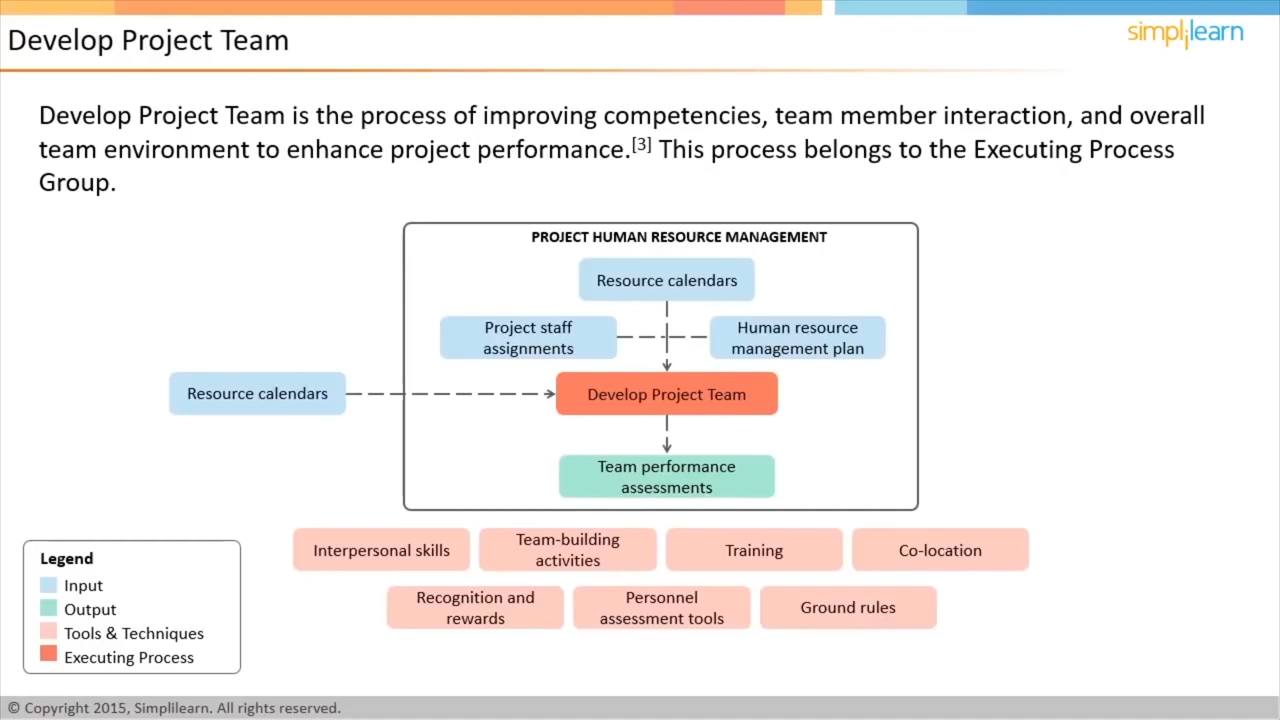 Develop Project Team
simplilearn
Develop Project Team is the process of improving competencies, team member interaction, and overall
team environment to enhance project performance.[3] This process belongs to the Executing Process
Group.
PROJECT HUMAN RESOURCE MANAGEMENT
Resource calendars
Project staff
assignments
Human resource
management plan
Resource calendars
Develop Project Team
Team performance
assessments
Interpersonal skills
Team-building
activities
Training
Co-location
Recognition and
rewards
Personnel
assessment tools
Ground rules
Legend
Input
Output
Tools & Techniques
Executing Process
© Copyright 2015, Simplilearn. All rights reserved.